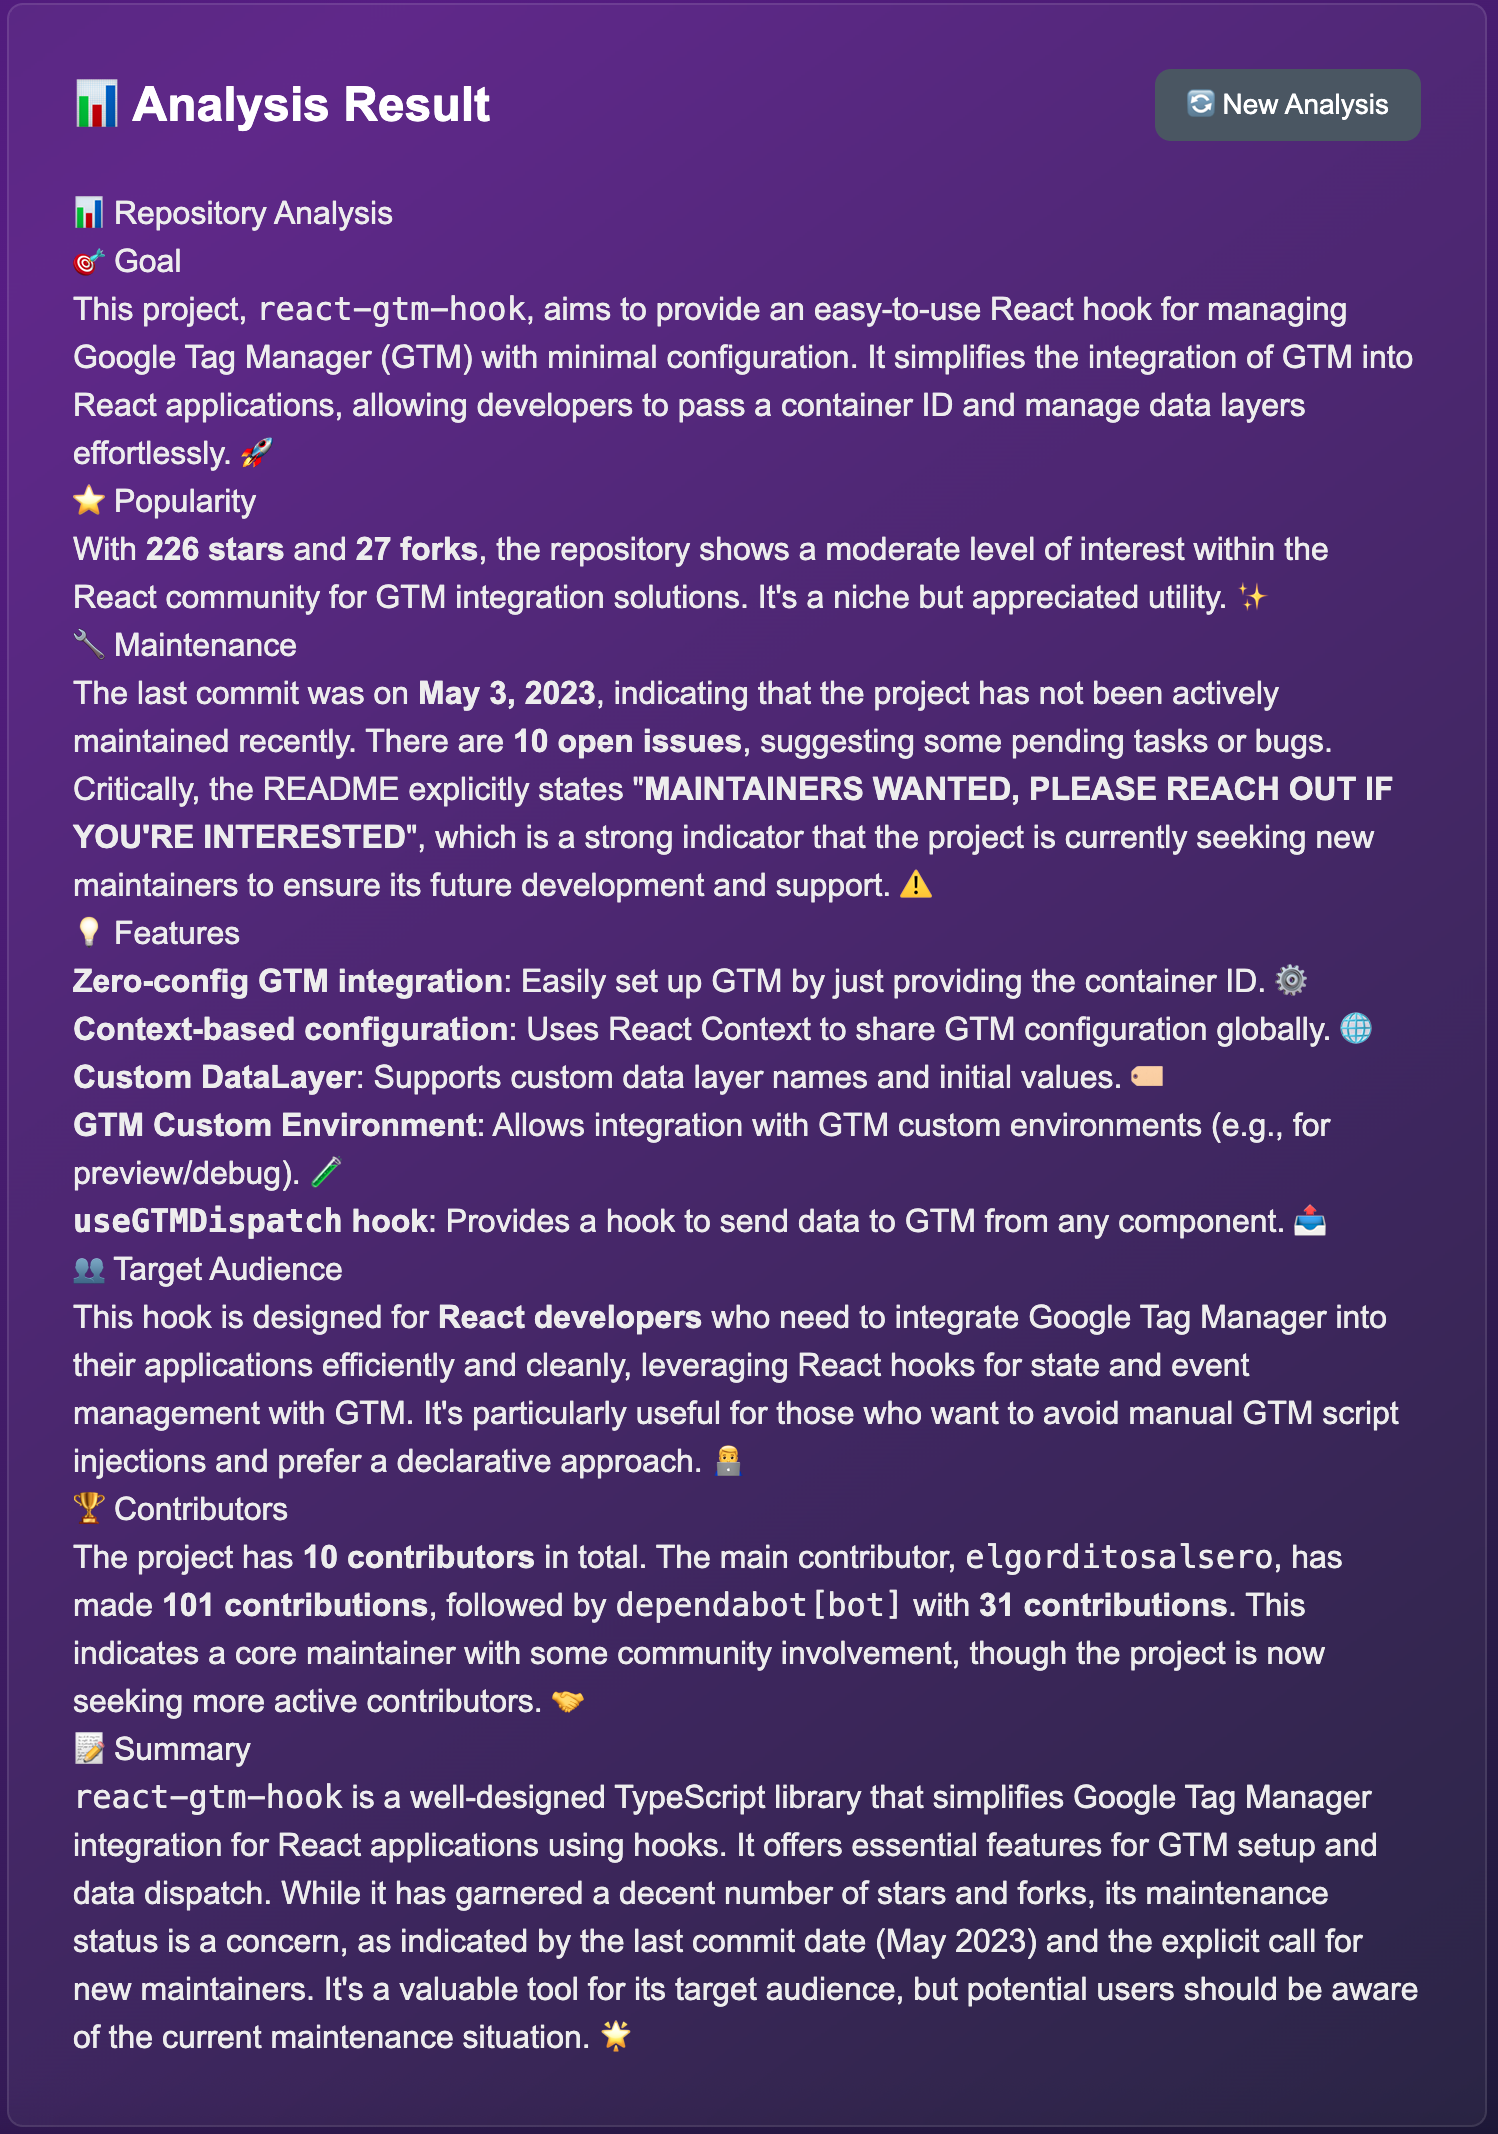 📊 Analysis Result
🔄 New Analysis
📊 Repository Analysis
🎯 Goal
This project, react-gtm-hook, aims to provide an easy-to-use React hook for managing
Google Tag Manager (GTM) with minimal configuration. It simplifies the integration of GTM into
React applications, allowing developers to pass a container ID and manage data layers
effortlessly. 🚀
⭐ Popularity
With 226 stars and 27 forks, the repository shows a moderate level of interest within the
React community for GTM integration solutions. It's a niche but appreciated utility. ✨
🔧 Maintenance
The last commit was on May 3, 2023, indicating that the project has not been actively
maintained recently. There are 10 open issues, suggesting some pending tasks or bugs.
Critically, the README explicitly states "MAINTAINERS WANTED, PLEASE REACH OUT IF
YOU'RE INTERESTED", which is a strong indicator that the project is currently seeking new
maintainers to ensure its future development and support. ⚠️
💡 Features
Zero-config GTM integration: Easily set up GTM by just providing the container ID. ⚙️
Context-based configuration: Uses React Context to share GTM configuration globally. 🌐
Custom DataLayer: Supports custom data layer names and initial values. 🏷️
GTM Custom Environment: Allows integration with GTM custom environments (e.g., for
preview/debug). 🧪
useGTMDispatch hook: Provides a hook to send data to GTM from any component. 📤
👥 Target Audience
This hook is designed for React developers who need to integrate Google Tag Manager into
their applications efficiently and cleanly, leveraging React hooks for state and event
management with GTM. It's particularly useful for those who want to avoid manual GTM script
injections and prefer a declarative approach. 👨‍💻
🏆 Contributors
The project has 10 contributors in total. The main contributor, elgorditosalsero, has
made 101 contributions, followed by dependabot[bot] with 31 contributions. This
indicates a core maintainer with some community involvement, though the project is now
seeking more active contributors. 🤝
📝 Summary
react-gtm-hook is a well-designed TypeScript library that simplifies Google Tag Manager
integration for React applications using hooks. It offers essential features for GTM setup and
data dispatch. While it has garnered a decent number of stars and forks, its maintenance
status is a concern, as indicated by the last commit date (May 2023) and the explicit call for
new maintainers. It's a valuable tool for its target audience, but potential users should be aware
of the current maintenance situation. 🌟